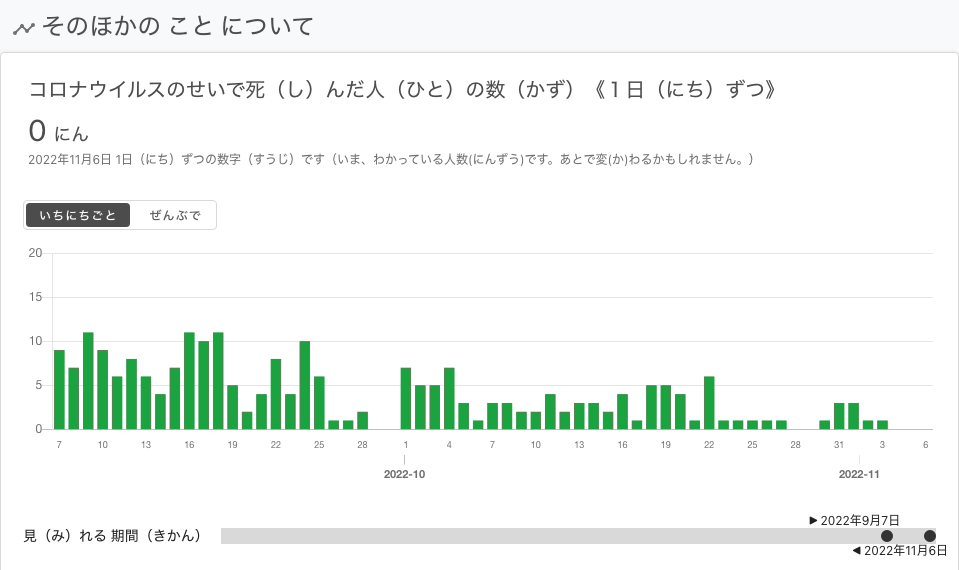 そのほかの こと について
コロナウイルスのせいで死（し）んだ人（ひと）の数（かず）《１日（にち）ずつ》
0 にん
2022年11月6日 1日（にち）ずつの数字（すうじ）です（いま、わかっている人数(にんずう)です。あとで変(か)わるかもしれません。）
いちにちごと ぜんぶで
20
15
10
5
0
7 10 13 16 19 22 25 28 1 4 7 10 13 16 19 22 25 28 31 3 6
2022-10 2022-11
▶ 2022年9月7日
見（み）れる 期間（きかん）
◀ 2022年11月6日